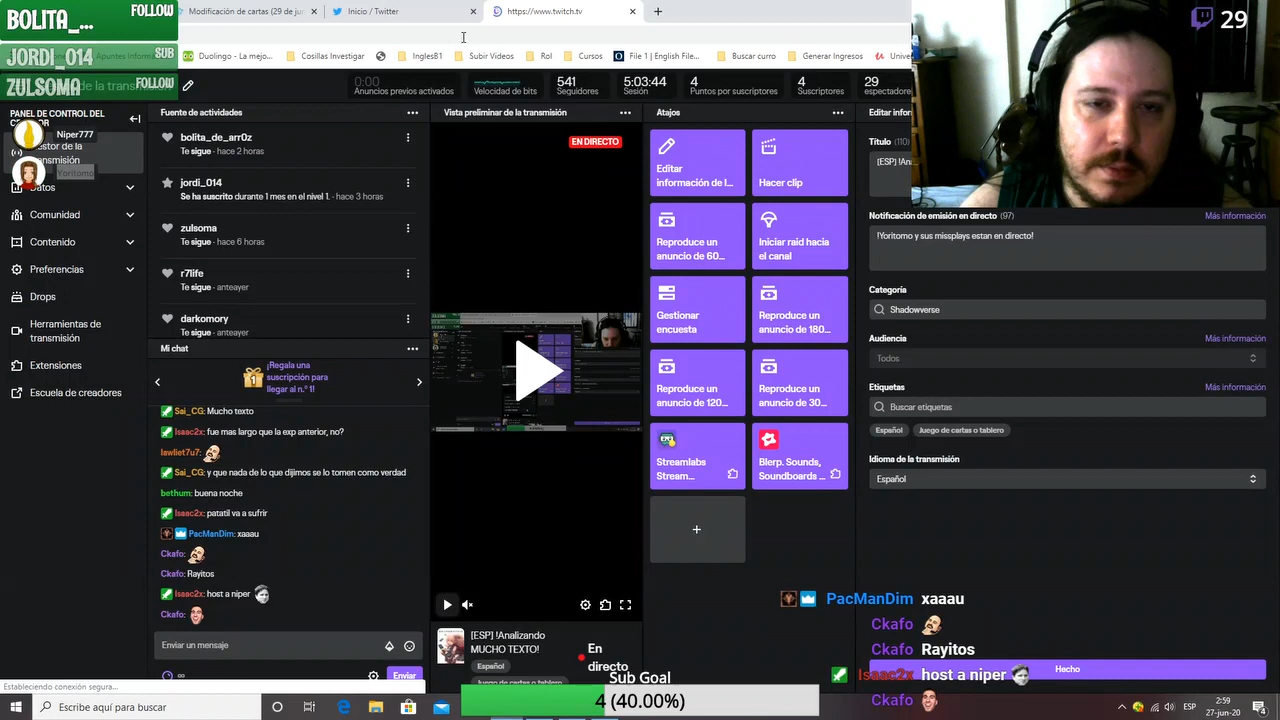 BOLITA_... FOLLOW
JORDI_014 SUB
ZULSOMA FOLLOW
Modificación de cartas (29 de jun
Inicio / Twitter
https://www.twitch.tv
29
Duolingo - La mejo...
Cosillas Investigar
InglesB1
Subir Videos
Rol
Cursos
File 1 | English File...
Buscar curro
Generar Ingresos
0:00
Anuncios previos activados
Velocidad de bits
541
Seguidores
5:03:44
Sesión
4
Puntos por suscriptores
4
Suscriptores
29
espectadore
PANEL DE CONTROL DEL
Niper777
Yoritomo
Comunidad
Contenido
Preferencias
Drops
Herramientas de
transmisión
Extensiones
Escuela de creadores
Fuente de actividades
bolita_de_arr0z
Te sigue - hace 2 horas
jordi_014
Se ha suscrito durante 1 mes en el nivel 1. - hace 3 horas
zulsoma
Te sigue - hace 6 horas
r7life
Te sigue - anteayer
darkomory
Te sigue - anteayer
Mi chat
¡Regala una
suscripción para
llegar al n.º 1!
Sai_CG: Mucho texto
Isaac2x: fue mas largo que la exp anterior, no?
lawliet7u7:
Sai_CG: y que nada de lo que dijimos se lo tomen como verdad
bethum: buena noche
Isaac2x: patatil va a sufrir
PacManDim: xaaau
Ckafo:
Ckafo: Rayitos
Isaac2x: host a niper
Ckafo:
Enviar un mensaje
Enviar
Vista preliminar de la transmisión
EN DIRECTO
[ESP] !Analizando
MUCHO TEXTO!
Español
Juego de cartas o tablero
En
directo
Atajos
Editar
información de l...
Hacer clip
Reproduce un
anuncio de 60...
Iniciar raid hacia
el canal
Gestionar
encuesta
Reproduce un
anuncio de 180...
Reproduce un
anuncio de 120...
Reproduce un
anuncio de 30...
Streamlabs
Stream...
Blerp. Sounds,
Soundboards ...
+
Editar infor
Título (110)
[ESP] !An
Notificación de emisión en directo (97)
Más información
!Yoritomo y sus missplays estan en directo!
Categoría
Shadowverse
Audiencia
Más información
Todos
Etiquetas
Más información
Buscar etiquetas
Español
Juego de cartas o tablero
Idioma de la transmisión
Español
PacManDim xaaau
Ckafo
Ckafo Rayitos
Hecho
Isaac2x host a niper
Ckafo
Sub Goal
4 (40.00%)
Estableciendo conexión segura...
Escribe aquí para buscar
ESP
2:59
27-jun.-20